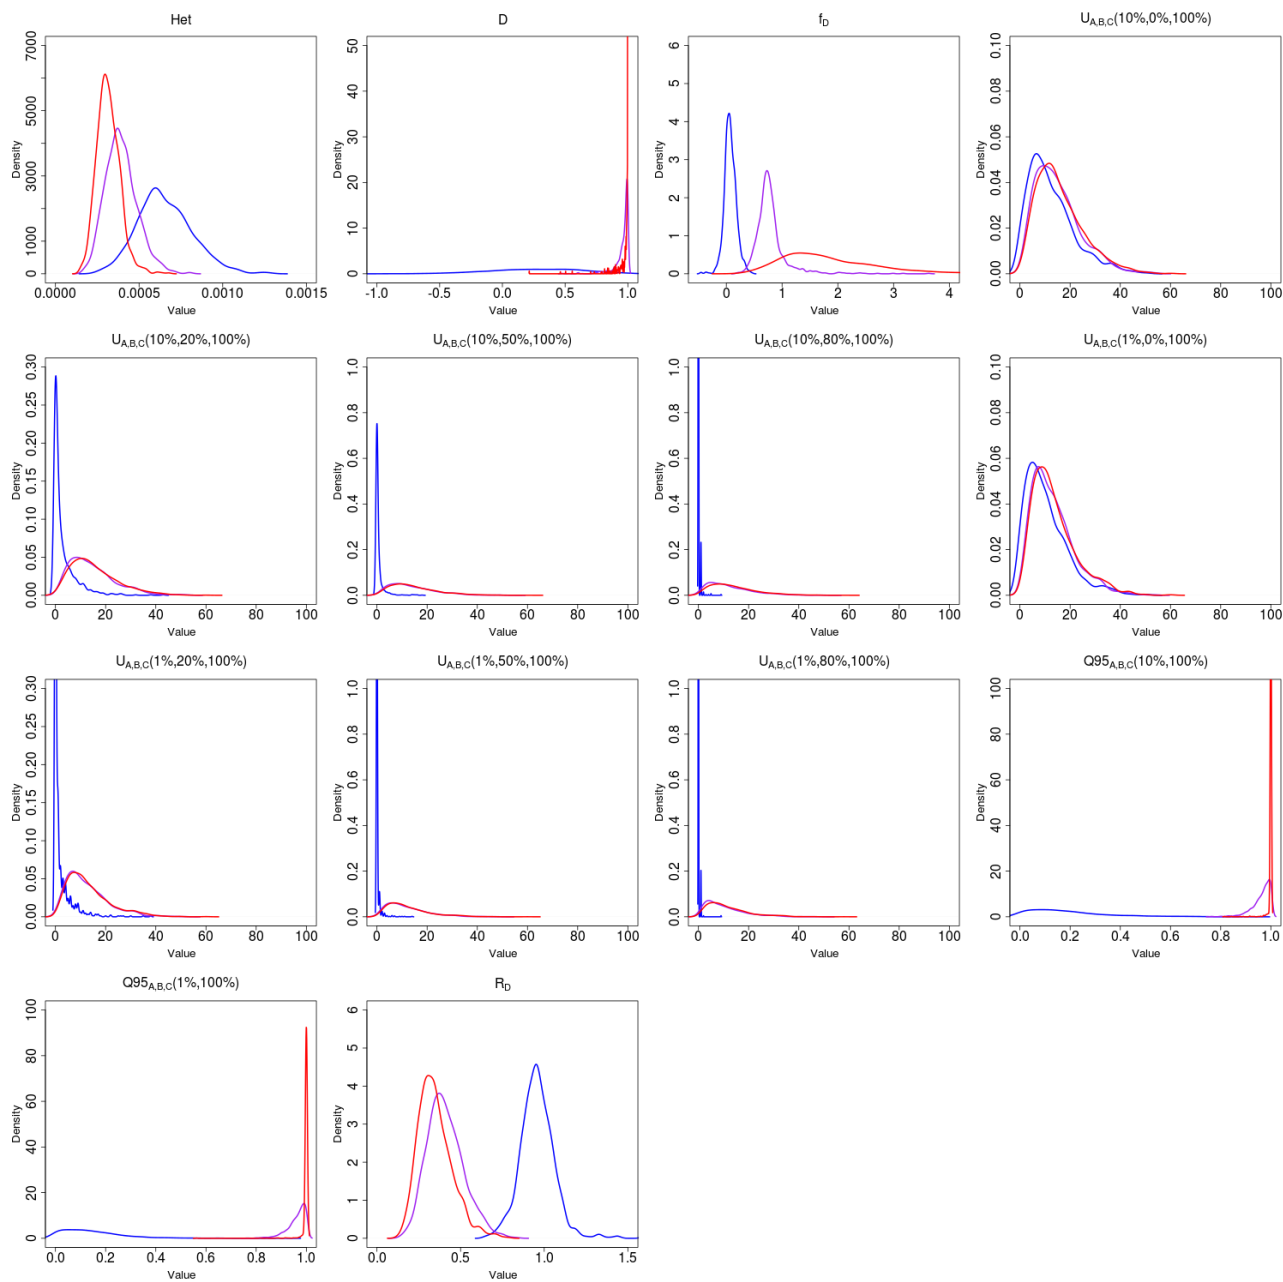 Het
Density
0 1000 3000 5000 7000
0.0000 0.0005 0.0010 0.0015
Value
D
Density
0 10 20 30 40 50
-1.0 -0.5 0.0 0.5 1.0
Value
fD
Density
0 1 2 3 4 5 6
0 1 2 3 4
Value
UA,B,C(10%,0%,100%)
Density
0.00 0.02 0.04 0.06 0.08 0.10
0 20 40 60 80 100
Value
UA,B,C(10%,20%,100%)
Density
0.00 0.05 0.10 0.15 0.20 0.25 0.30
0 20 40 60 80 100
Value
UA,B,C(10%,50%,100%)
Density
0.0 0.2 0.4 0.6 0.8 1.0
0 20 40 60 80 100
Value
UA,B,C(10%,80%,100%)
Density
0.0 0.2 0.4 0.6 0.8 1.0
0 20 40 60 80 100
Value
UA,B,C(1%,0%,100%)
Density
0.00 0.02 0.04 0.06 0.08 0.10
0 20 40 60 80 100
Value
UA,B,C(1%,20%,100%)
Density
0.00 0.05 0.10 0.15 0.20 0.25 0.30
0 20 40 60 80 100
Value
UA,B,C(1%,50%,100%)
Density
0.0 0.2 0.4 0.6 0.8 1.0
0 20 40 60 80 100
Value
UA,B,C(1%,80%,100%)
Density
0.0 0.2 0.4 0.6 0.8 1.0
0 20 40 60 80 100
Value
Q95A,B,C(10%,100%)
Density
0 20 40 60 80 100
0.0 0.2 0.4 0.6 0.8 1.0
Value
Q95A,B,C(1%,100%)
Density
0 20 40 60 80 100
0.0 0.2 0.4 0.6 0.8 1.0
Value
RD
Density
0 1 2 3 4 5 6
0.0 0.5 1.0 1.5
Value